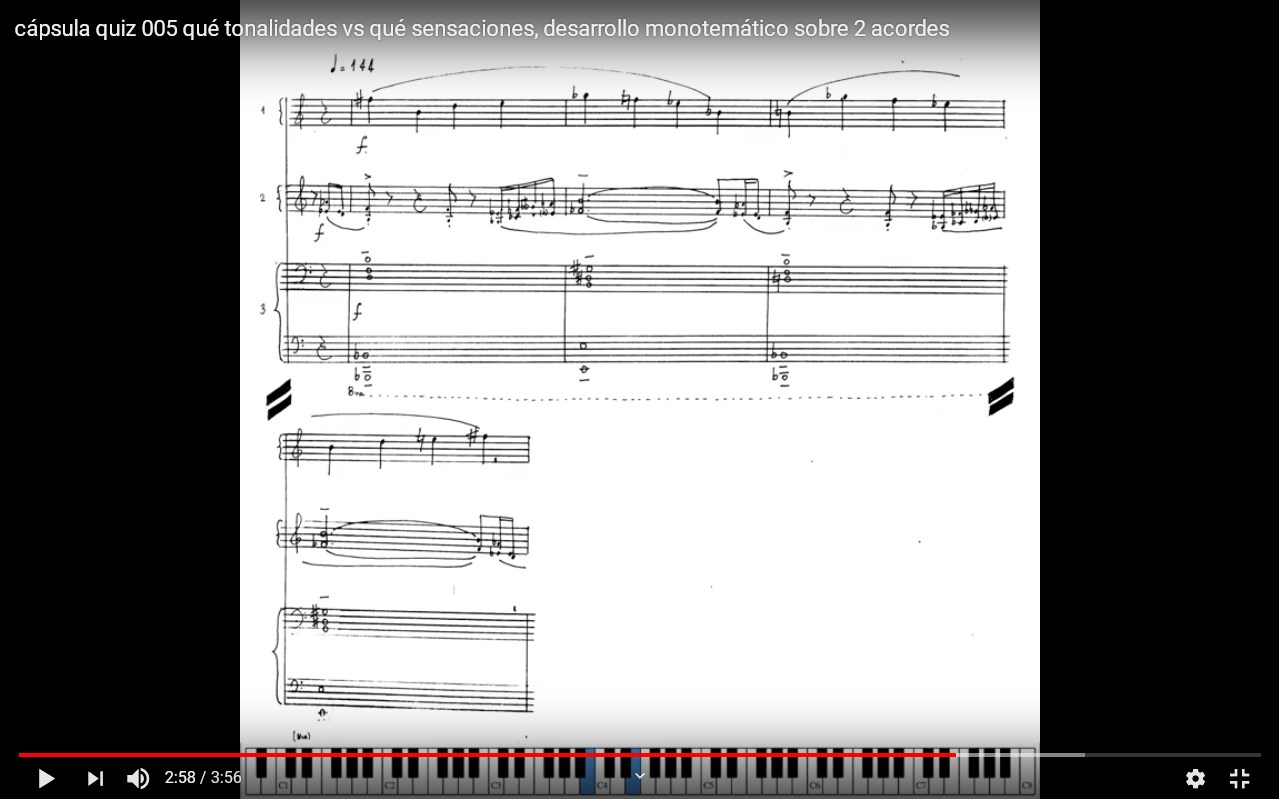 cápsula quiz 005 qué tonalidades vs qué sensaciones, desarrollo monotemático sobre 2 acordes
♩= 144
1
f
2
f
3
f
8va
(8va)
C1 C2 C3 C4 C5 C6 C7 C8
2:58 / 3:56